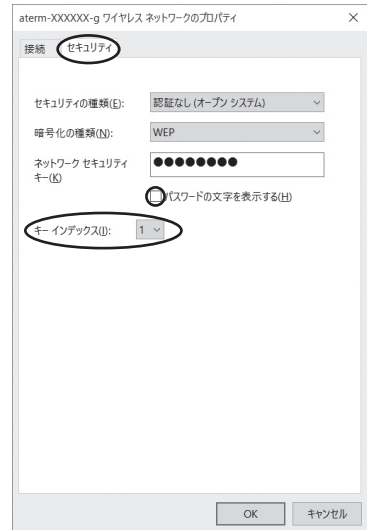 aterm-XXXXXX-g ワイヤレス ネットワークのプロパティ
接続 セキュリティ
セキュリティの種類(E): 認証なし (オープン システム)
暗号化の種類(N): WEP
ネットワーク セキュリティ
キー(K) ●●●●●●●●
パスワードの文字を表示する(H)
キー インデックス(I): 1
OK キャンセル